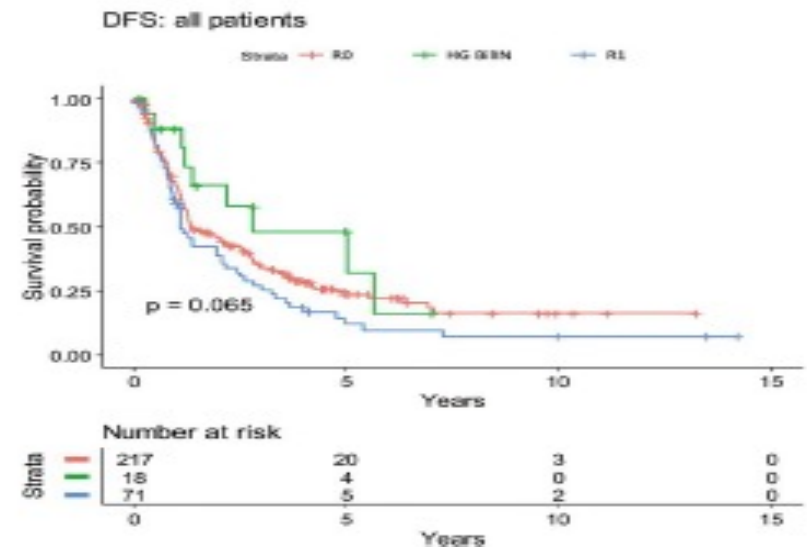 DFS: all patients
Strata R0 HG BilIN R1
Survival probability
1.00
0.75
0.50
0.25
0.00
p = 0.065
0 5 10 15
Years
Number at risk
Strata
217 20 3 0
18 4 0 0
71 5 2 0
0 5 10 15
Years